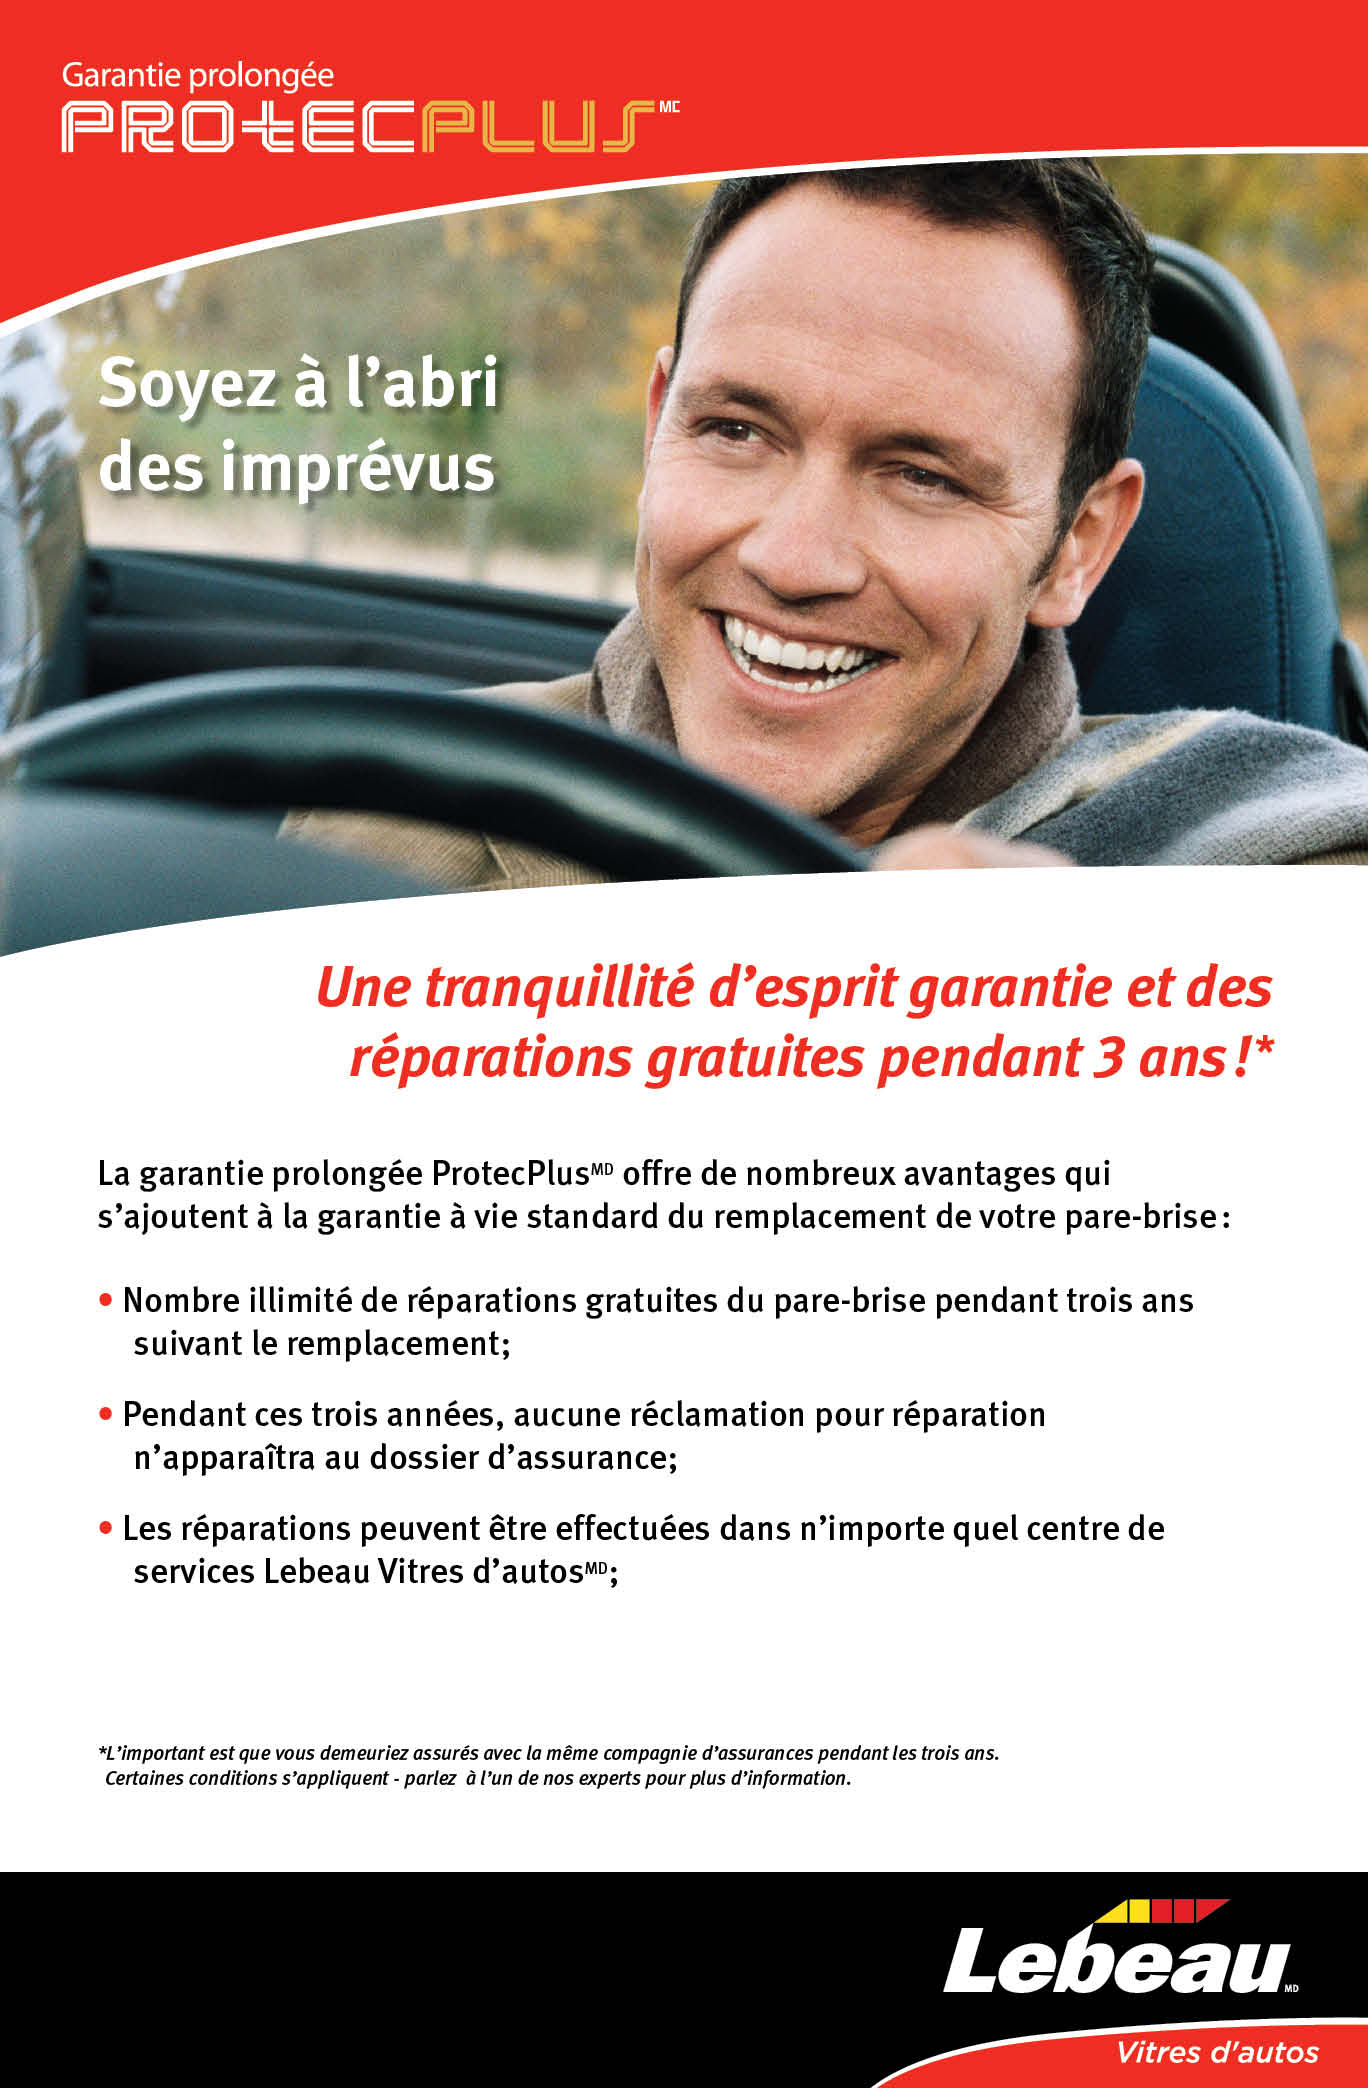 Garantie prolongée
PROTECPLUS MC
Soyez à l’abri
des imprévus
Une tranquillité d’esprit garantie et des
réparations gratuites pendant 3 ans !*
La garantie prolongée ProtecPlusMD offre de nombreux avantages qui
s’ajoutent à la garantie à vie standard du remplacement de votre pare-brise :
• Nombre illimité de réparations gratuites du pare-brise pendant trois ans
suivant le remplacement;
• Pendant ces trois années, aucune réclamation pour réparation
n’apparaîtra au dossier d’assurance;
• Les réparations peuvent être effectuées dans n’importe quel centre de
services Lebeau Vitres d’autosMD;
*L’important est que vous demeuriez assurés avec la même compagnie d’assurances pendant les trois ans.
Certaines conditions s’appliquent - parlez à l’un de nos experts pour plus d’information.
Lebeau MD
Vitres d'autos